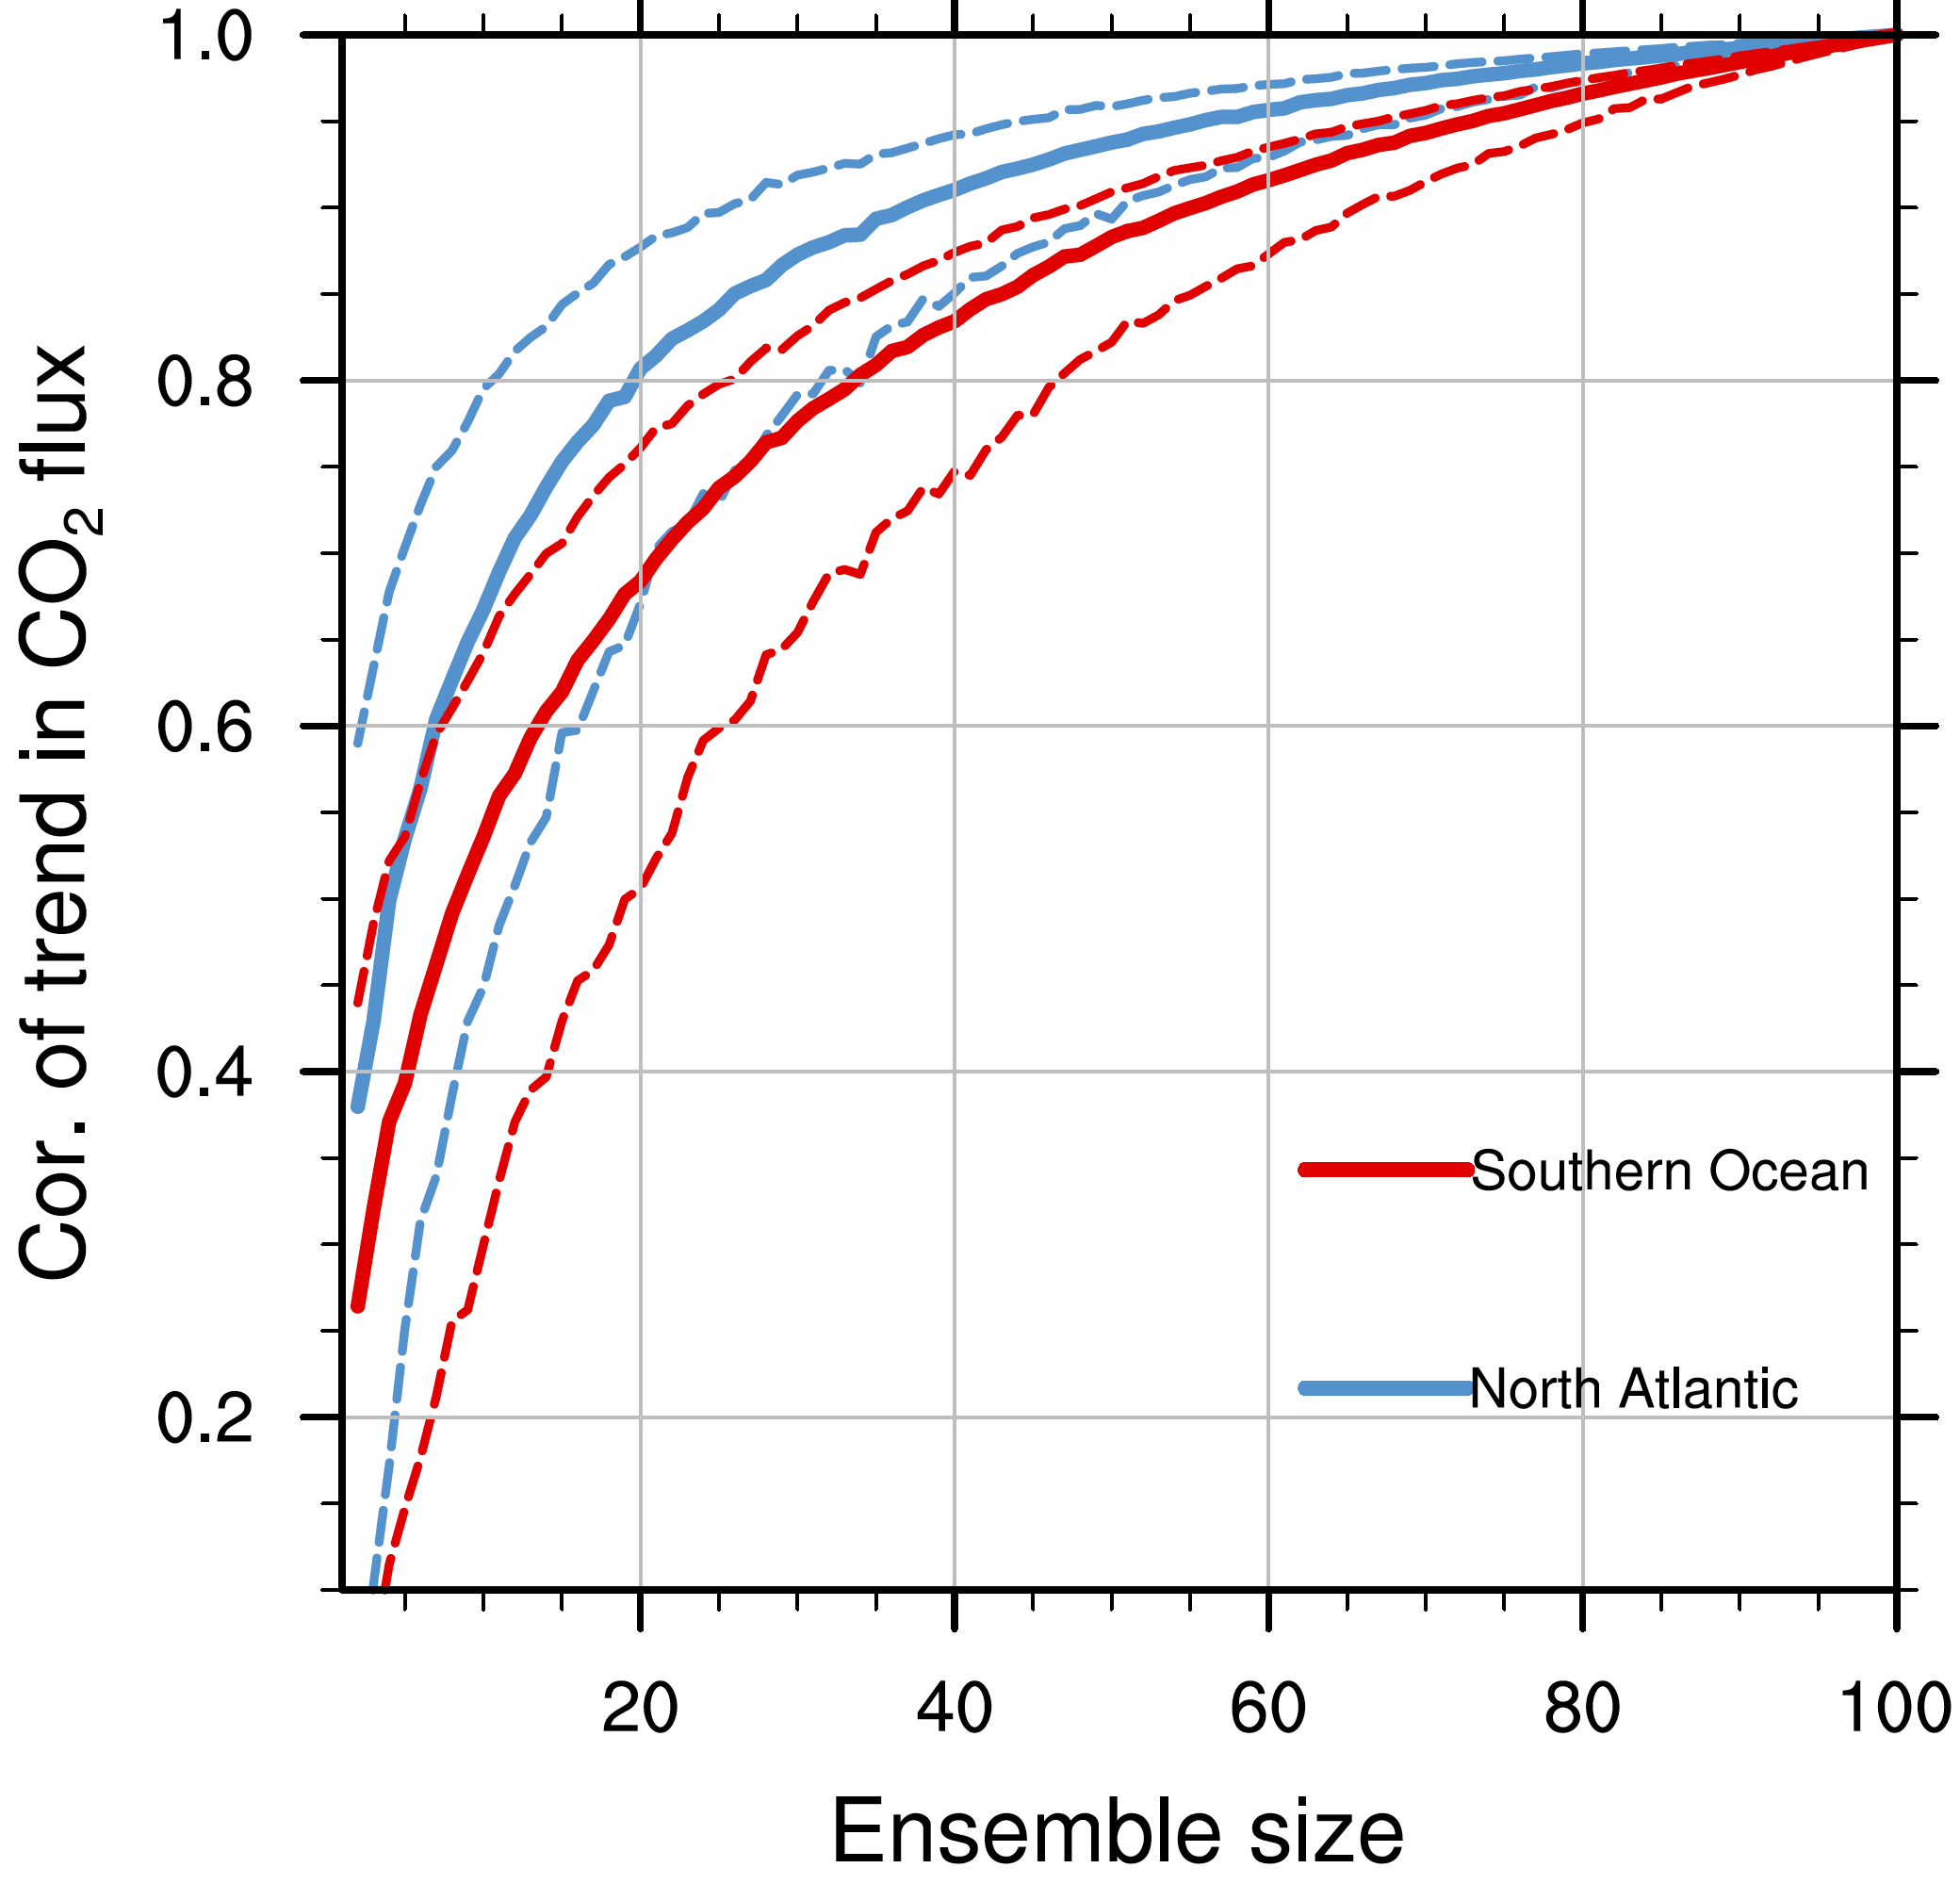 1.0
0.8
0.6
0.4
0.2
Cor. of trend in CO₂ flux
Southern Ocean
North Atlantic
20 40 60 80 100
Ensemble size